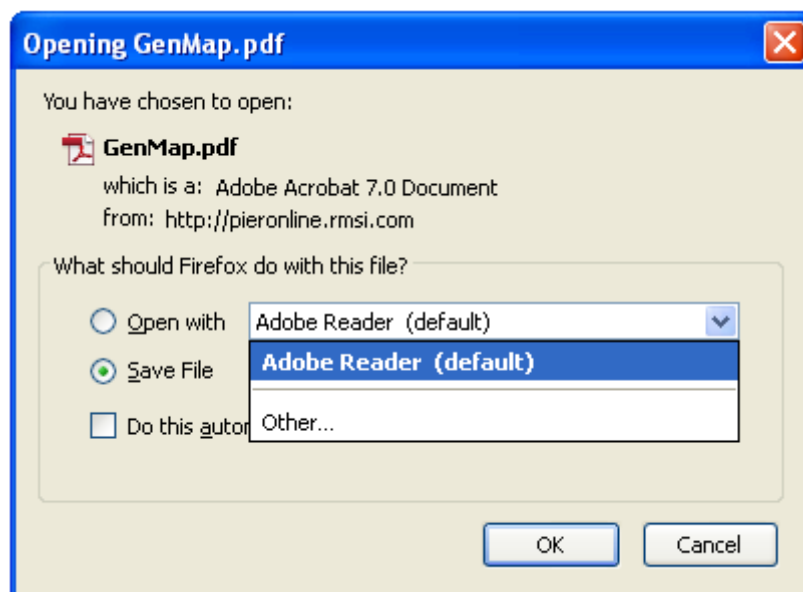 Opening GenMap.pdf
You have chosen to open:
GenMap.pdf
which is a: Adobe Acrobat 7.0 Document
from: http://pieronline.rmsi.com
What should Firefox do with this file?
Open with Adobe Reader (default)
Adobe Reader (default)
Save File
Other...
Do this autor
OK Cancel